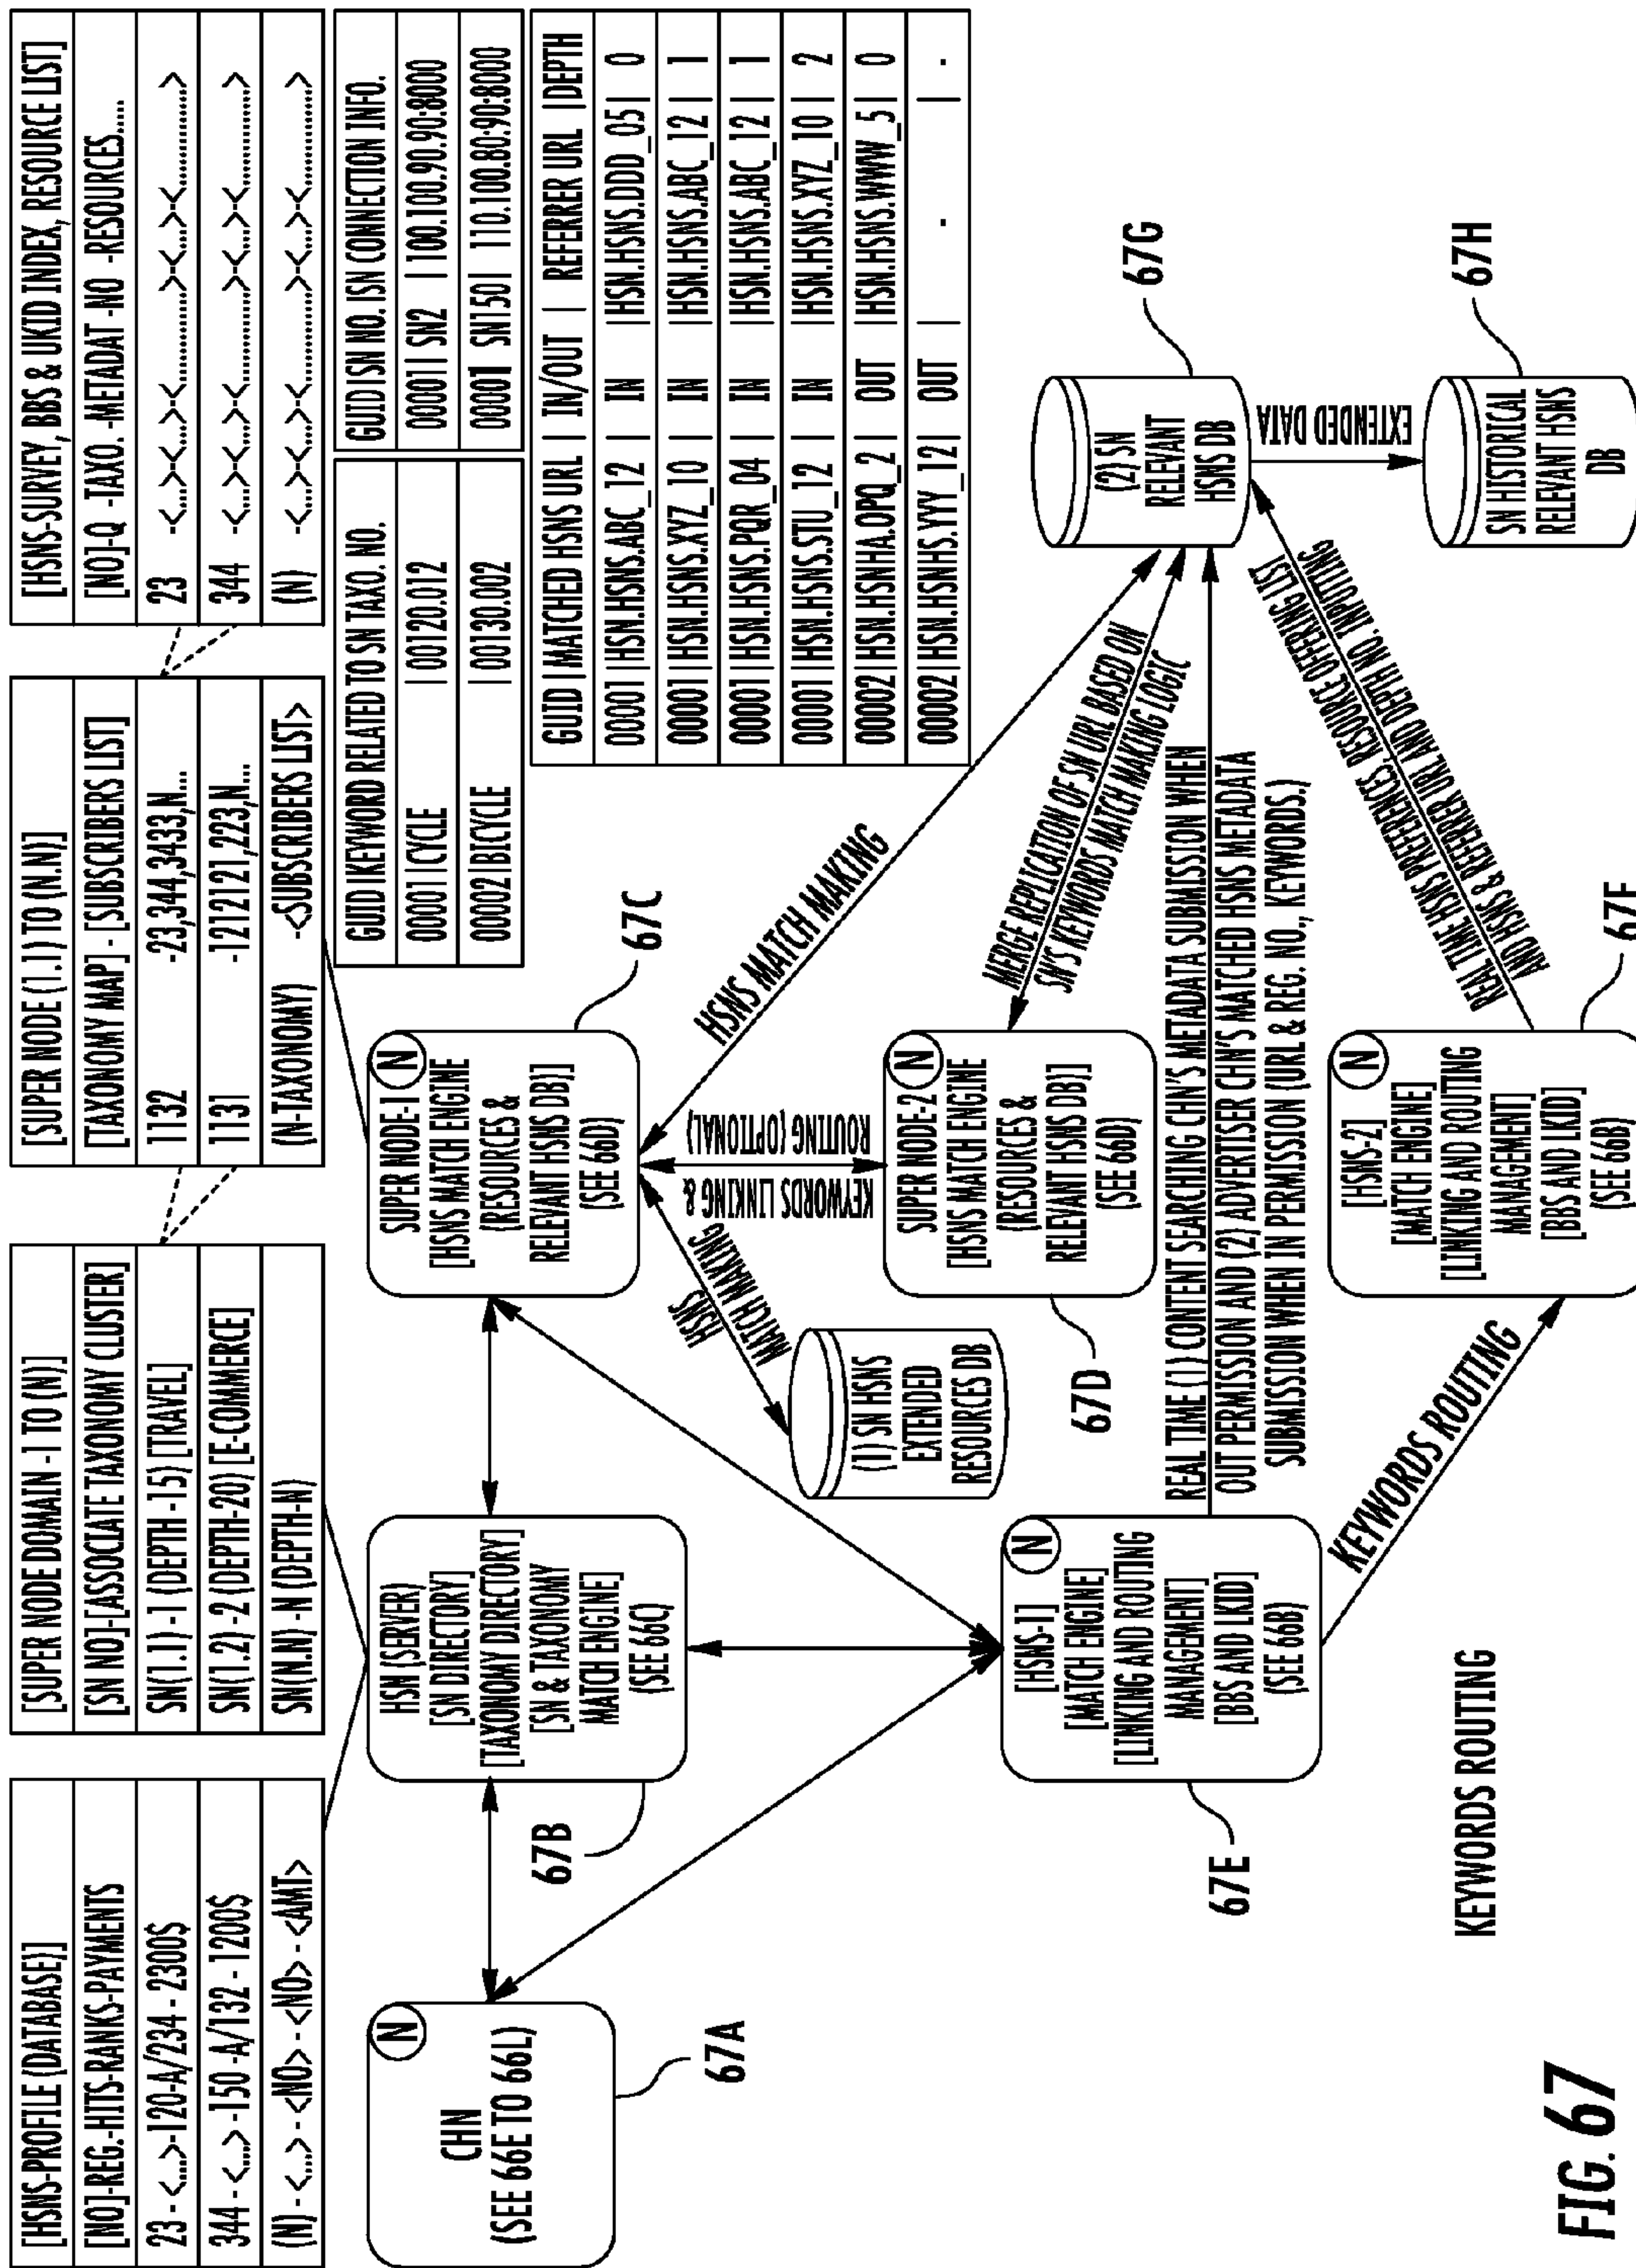 [HSNS-PROFILE (DATABASE)]
[NO]-REG.-HITS-RANKS-PAYMENTS
23 - <...>-120-A/234 - 2300$
344 - <...> -150 -A/132 - 1200$
(N) - <...> - <NO> - <NO> - <AMT>
[SUPER NODE DOMAIN - 1 TO (N)]
[SN NO]-[ASSOCIATE TAXONOMY CLUSTER]
SN(1.1) -1 (DEPTH -15) [TRAVEL]
SN(1.2) -2 (DEPTH-20) [E-COMMERCE]
SN(N.N) -N (DEPTH-N)
[SUPER NODE (1.1) TO (N.N)]
[TAXONOMY MAP] - [SUBSCRIBERS LIST]
1132 -23,344,3433,N...
1131 -1212121,223,N...
(N-TAXONOMY) -<SUBSCRIBERS LIST>
[HSNS-SURVEY, BBS & UKID INDEX, RESOURCE LIST]
[NO]-Q -TAXO. -METADAT -NO -RESOURCES....
23 -<...>-<...>-<............>-<...>-<............>
344 -<...>-<...>-<............>-<...>-<............>
(N) -<...>-<...>-<............>-<...>-<............>
GUID |KEYWORD RELATED TO SN TAXO. NO.
00001|CYCLE |00120.012
00002|BICYCLE |00130.002
GUID ISN NO. ISN CONNECTION INFO.
00001| SN2 | 100.100.90.90:8000
00001 SN150| 110.100.80:90:8000
GUID | MATCHED HSNS URL | IN/OUT | REFERRER URL |DEPTH
00001 |HSN.HSNS.ABC_12 | IN |HSN.HSNS.DDD_05| 0
00001|HSN.HSNS.XYZ_10 | IN |HSN.HSNS.ABC_12| 1
00001|HSN.HSNS.PQR_04 | IN |HSN.HSNS.ABC_12| 1
00001|HSN.HSNS.STU_12 | IN |HSN.HSNS.XYZ_10 | 2
00002|HSN.HSNHA.OPQ_2| OUT |HSN.HSNS.WWW_5| 0
00002|HSN.HSNHS.YYY_12| OUT | . | .
N
CHN
(SEE 66E TO 66L)
67A
HSN (SERVER)
[SN DIRECTORY]
[TAXONOMY DIRECTORY]
[SN & TAXONOMY
MATCH ENGINE]
(SEE 66C)
67B
N
SUPER NODE-1
[HSNS MATCH ENGINE
(RESOURCES &
RELEVANT HSNS DB)]
(SEE 66D)
67C
HSNS
MATCH MAKING
(1) SN HSNS
EXTENDED
RESOURCES DB
KEYWORDS LINKING &
ROUTING (OPTIONAL)
N
SUPER NODE-2
[HSNS MATCH ENGINE
(RESOURCES &
RELEVANT HSNS DB)]
(SEE 66D)
67D
HSNS MATCH MAKING
MERGE REPLICATION OF SN URL BASED ON
SN'S KEYWORDS MATCH MAKING LOGIC
REAL TIME (1) CONTENT SEARCHING CHN'S METADATA SUBMISSION WHEN
OUT PERMISSION AND (2) ADVERTISER CHN'S MATCHED HSNS METADATA
SUBMISSION WHEN IN PERMISSION (URL & REG. NO., KEYWORDS.)
N
[HSNS-1]
[MATCH ENGINE]
[LINKING AND ROUTING
MANAGEMENT]
[BBS AND LKID]
(SEE 66B)
67E
KEYWORDS ROUTING
N
[HSNS-2]
[MATCH ENGINE]
[LINKING AND ROUTING
MANAGEMENT]
[BBS AND LKID]
(SEE 66B)
67F
REAL TIME HSNS PREFERENCES, RESOURCE OFFERING LIST
AND HSNS & REFERRER URL AND DEPTH NO. INPUTING
(2) SN
RELEVANT
HSNS DB
67G
EXTENDED DATA
SN HISTORICAL
RELEVANT HSNS
DB
67H
KEYWORDS ROUTING
FIG. 67